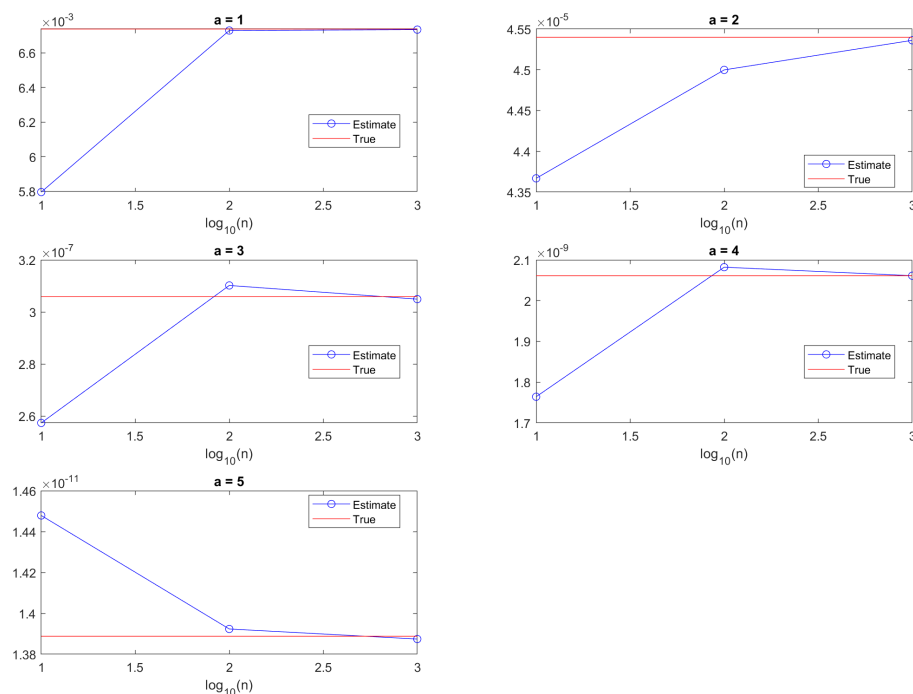 ×10⁻³
a = 1
6.6
6.4
6.2
6
5.8
1
1.5
2
2.5
3
log₁₀(n)
Estimate
True
×10⁻⁵
a = 2
4.55
4.5
4.45
4.4
4.35
1
1.5
2
2.5
3
log₁₀(n)
Estimate
True
×10⁻⁷
a = 3
3.2
3
2.8
2.6
1
1.5
2
2.5
3
log₁₀(n)
Estimate
True
×10⁻⁹
a = 4
2.1
2
1.9
1.8
1.7
1
1.5
2
2.5
3
log₁₀(n)
Estimate
True
×10⁻¹¹
a = 5
1.46
1.44
1.42
1.4
1.38
1
1.5
2
2.5
3
log₁₀(n)
Estimate
True